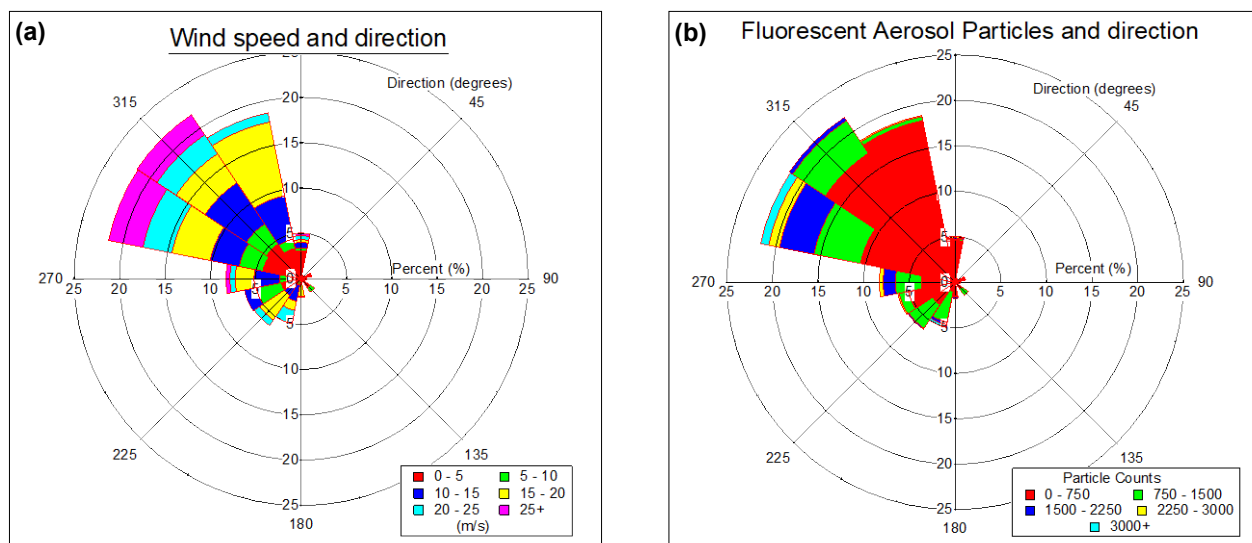 (a)
Wind speed and direction
25
Direction (degrees)
315
20
45
15
10
5
Percent (%)
270
0
90
25 20 15 10 5 5 10 15 20 25
5
10
15
225
135
20
25
180
0 - 5 5 - 10
10 - 15 15 - 20
20 - 25 25+
(m/s)
(b)
Fluorescent Aerosol Particles and direction
25
Direction (degrees)
315
20
45
15
10
5
Percent (%)
270
0
90
25 20 15 10 5 5 10 15 20 25
5
10
15
225
135
20
25
180
Particle Counts
0 - 750 750 - 1500
1500 - 2250 2250 - 3000
3000+